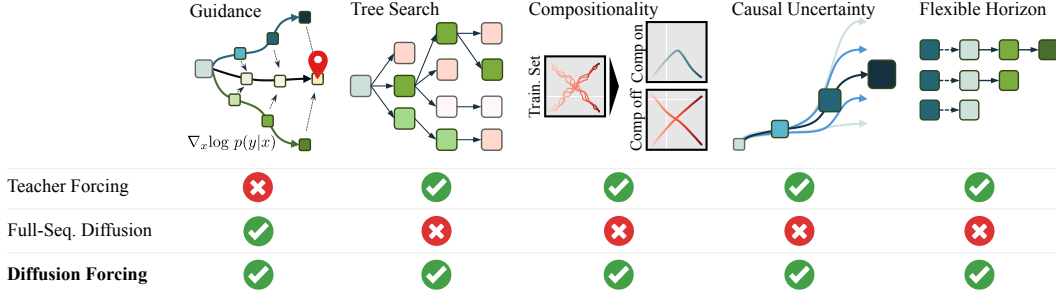 Guidance
Tree Search
Compositionality
Causal Uncertainty
Flexible Horizon
Train. Set
Comp on
Comp off
∇ₓ log p(y|x)
Teacher Forcing
Full-Seq. Diffusion
Diffusion Forcing